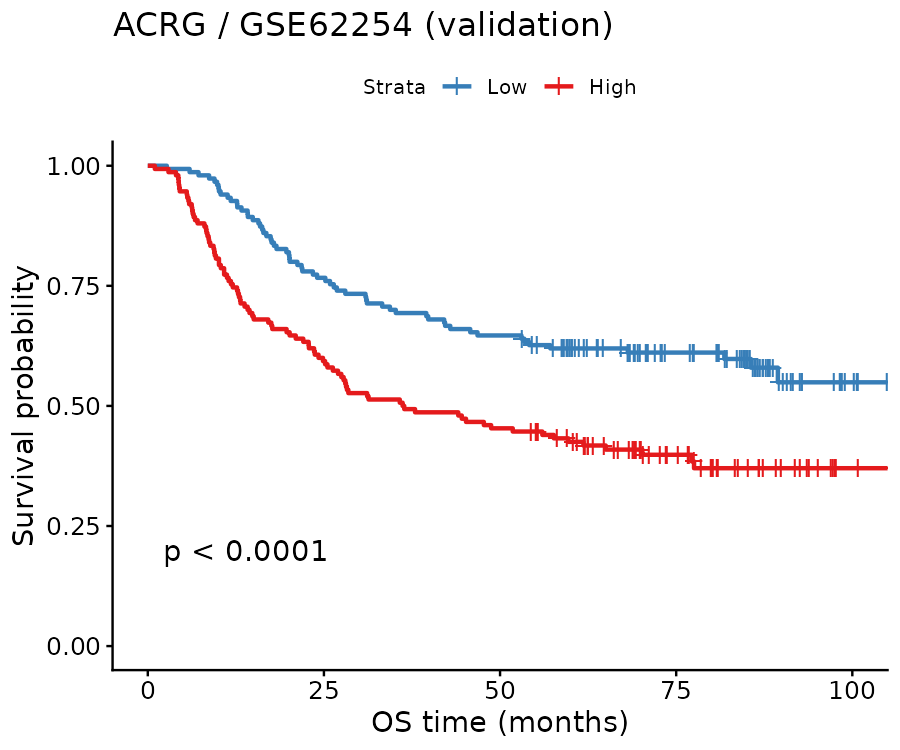 ACRG / GSE62254 (validation)
Strata Low High
Survival probability
1.00
0.75
0.50
0.25
0.00
p < 0.0001
0 25 50 75 100
OS time (months)